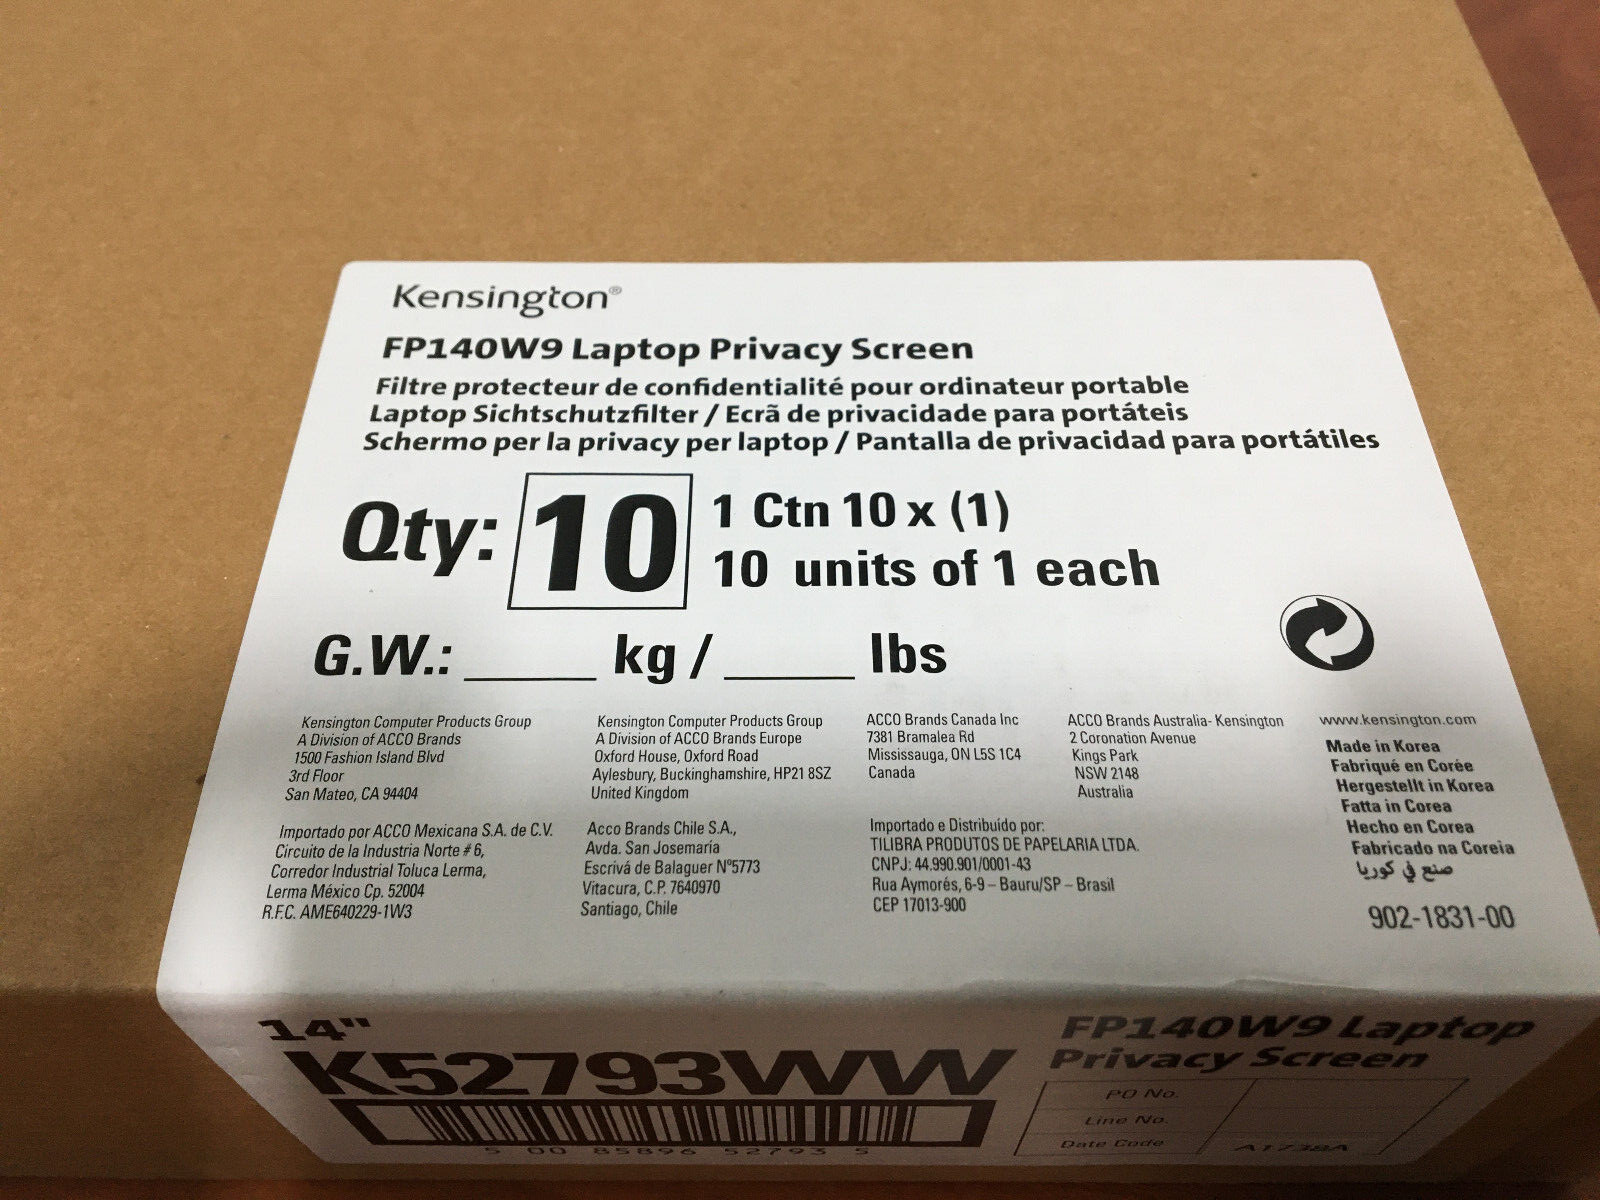 Kensington®
FP140W9 Laptop Privacy Screen
Filtre protecteur de confidentialité pour ordinateur portable
Laptop Sichtschutzfilter / Ecrã de privacidade para portáteis
Schermo per la privacy per laptop / Pantalla de privacidad para portátiles
Qty: 10
1 Ctn 10 x (1)
10 units of 1 each
G.W.: _____ kg / _____ lbs
Kensington Computer Products Group
A Division of ACCO Brands
1500 Fashion Island Blvd
3rd Floor
San Mateo, CA 94404
Kensington Computer Products Group
A Division of ACCO Brands Europe
Oxford House, Oxford Road
Aylesbury, Buckinghamshire, HP21 8SZ
United Kingdom
ACCO Brands Canada Inc
7381 Bramalea Rd
Mississauga, ON L5S 1C4
Canada
ACCO Brands Australia- Kensington
2 Coronation Avenue
Kings Park
NSW 2148
Australia
www.kensington.com
Made in Korea
Fabriqué en Corée
Hergestellt in Korea
Fatta in Corea
Hecho en Corea
Fabricado na Coreia
صنع في كوريا
902-1831-00
Importado por ACCO Mexicana S.A. de C.V.
Circuito de la Industria Norte # 6,
Corredor Industrial Toluca Lerma,
Lerma México Cp. 52004
R.F.C. AME640229-1W3
Acco Brands Chile S.A.,
Avda. San Josemaría
Escrivá de Balaguer N°5773
Vitacura, C.P. 7640970
Santiago, Chile
Importado e Distribuído por:
TILIBRA PRODUTOS DE PAPELARIA LTDA.
CNPJ: 44.990.901/0001-43
Rua Aymorés, 6-9 – Bauru/SP – Brasil
CEP 17013-900
14"
K52793WW
5 00 85896 52793 5
FP140W9 Laptop
Privacy Screen
PO No.
Line No.
Date Code A1738A